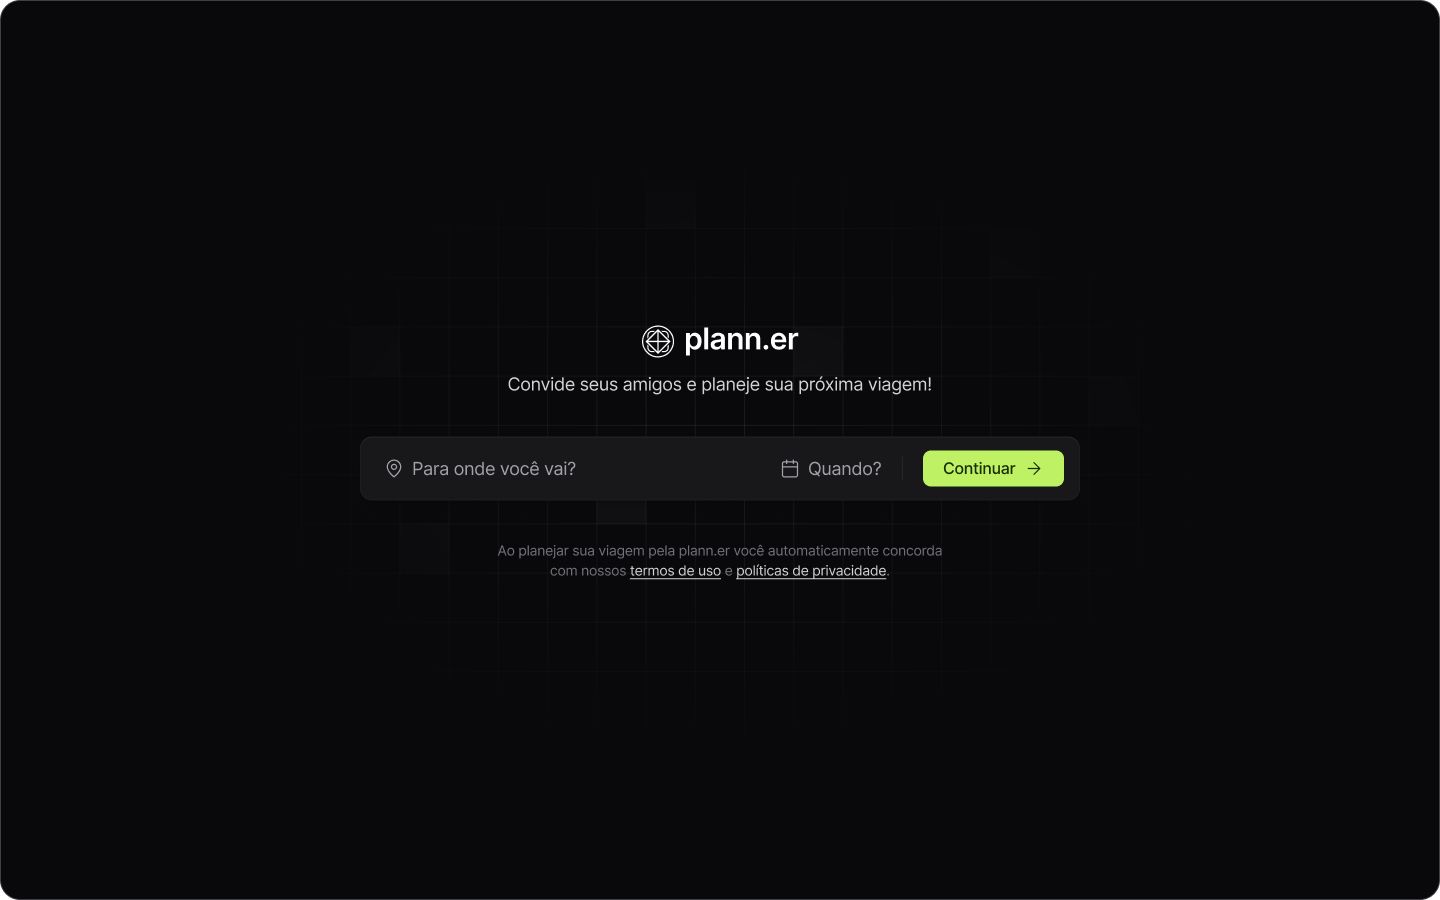 plann.er
Convide seus amigos e planeje sua próxima viagem!
Para onde você vai?
Quando?
Continuar
Ao planejar sua viagem pela plann.er você automaticamente concorda
com nossos termos de uso e políticas de privacidade.